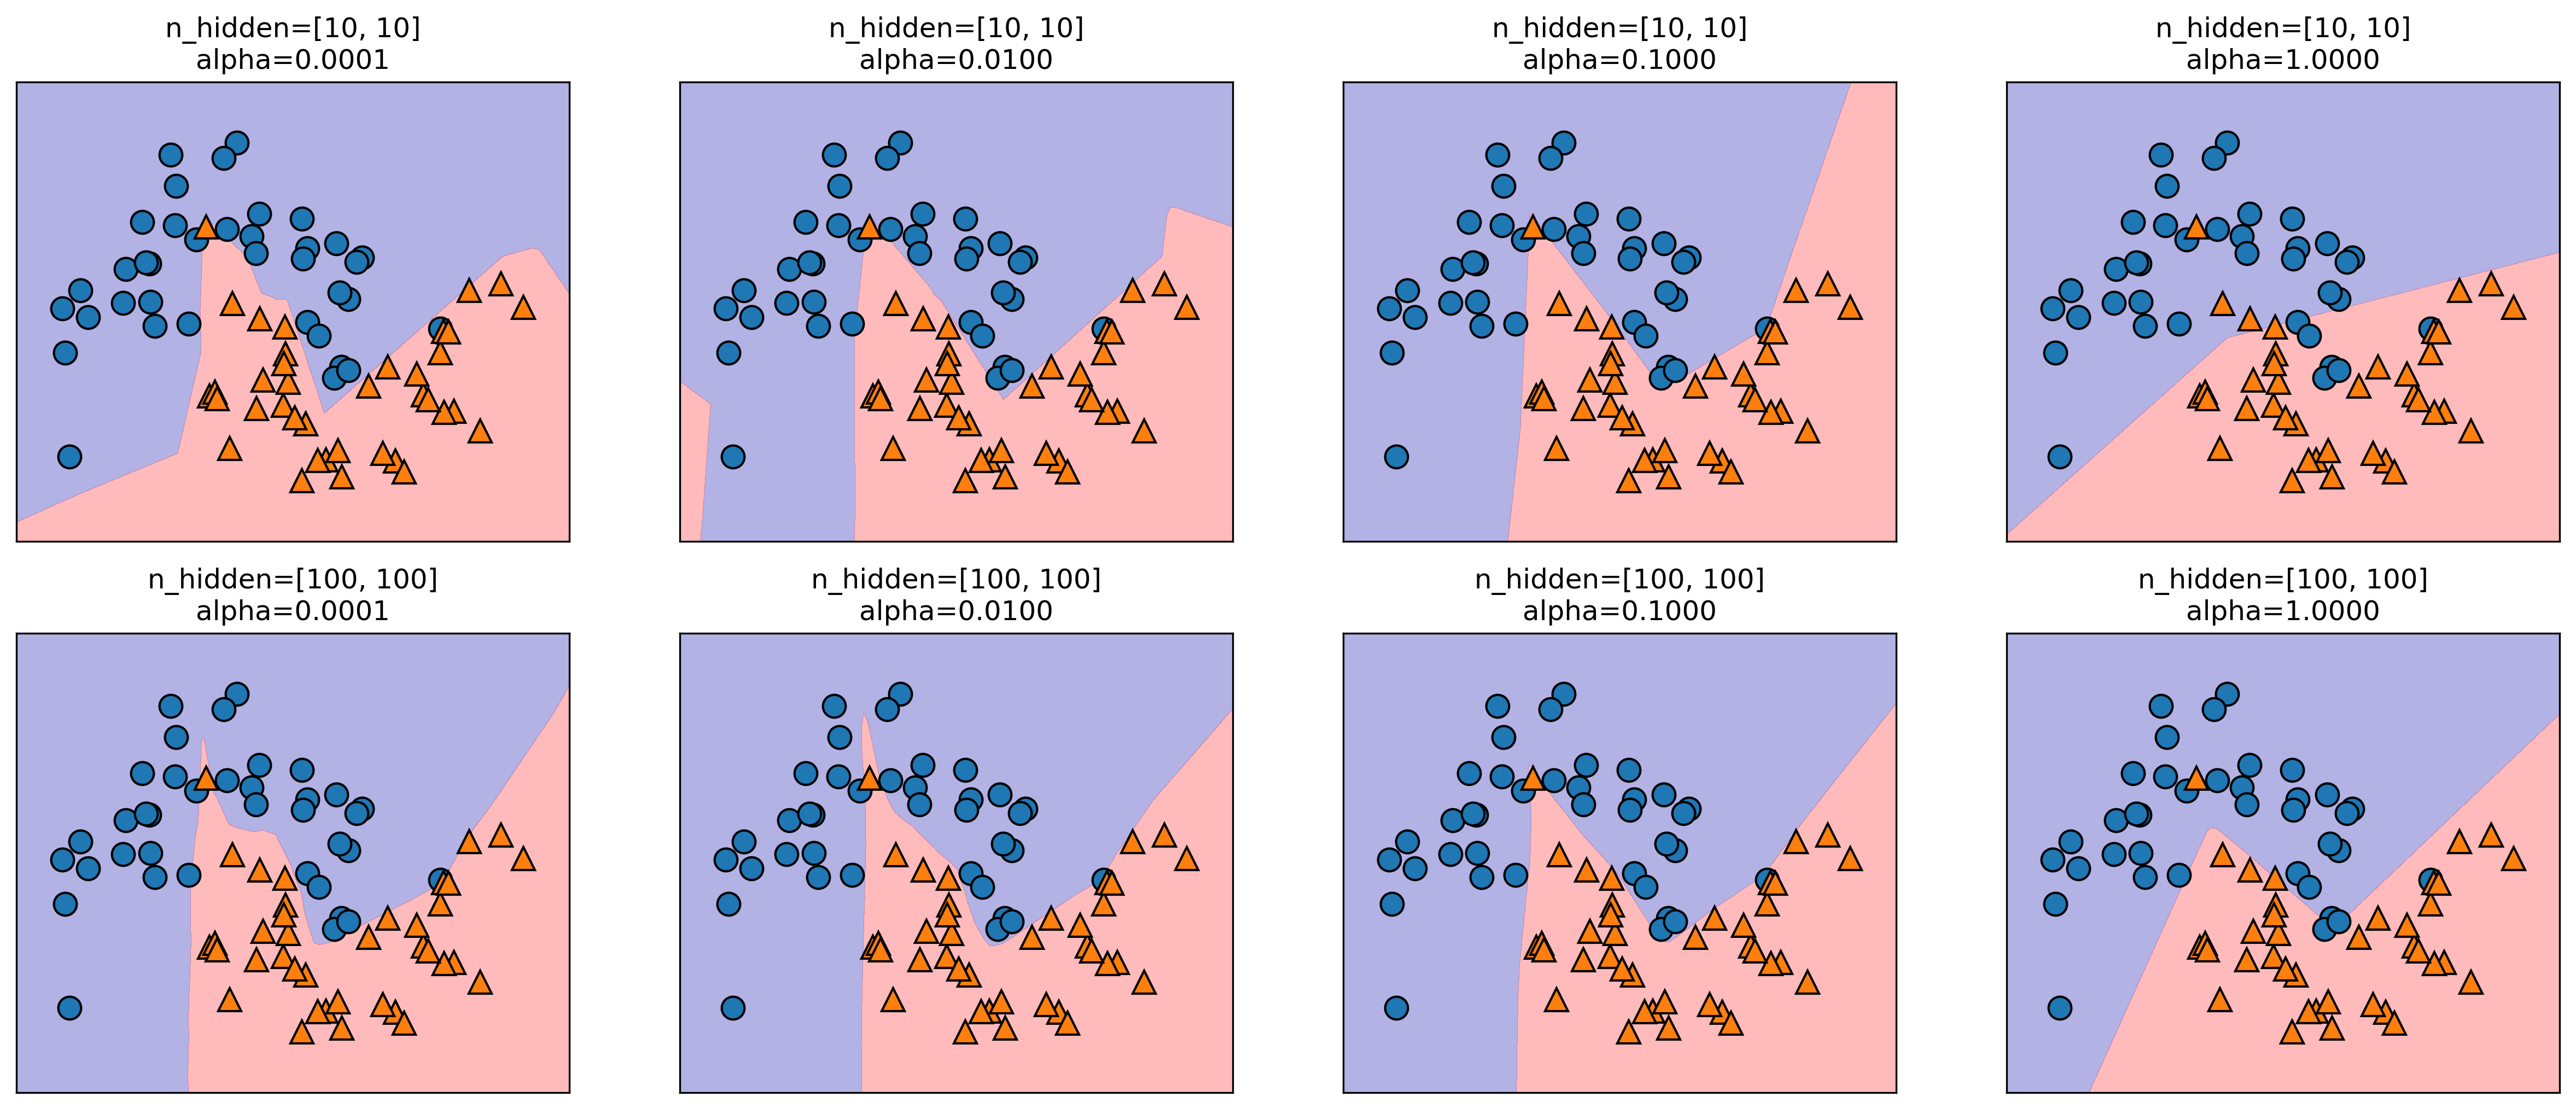 n_hidden=[10, 10]
alpha=0.0001
n_hidden=[10, 10]
alpha=0.0100
n_hidden=[10, 10]
alpha=0.1000
n_hidden=[10, 10]
alpha=1.0000
n_hidden=[100, 100]
alpha=0.0001
n_hidden=[100, 100]
alpha=0.0100
n_hidden=[100, 100]
alpha=0.1000
n_hidden=[100, 100]
alpha=1.0000